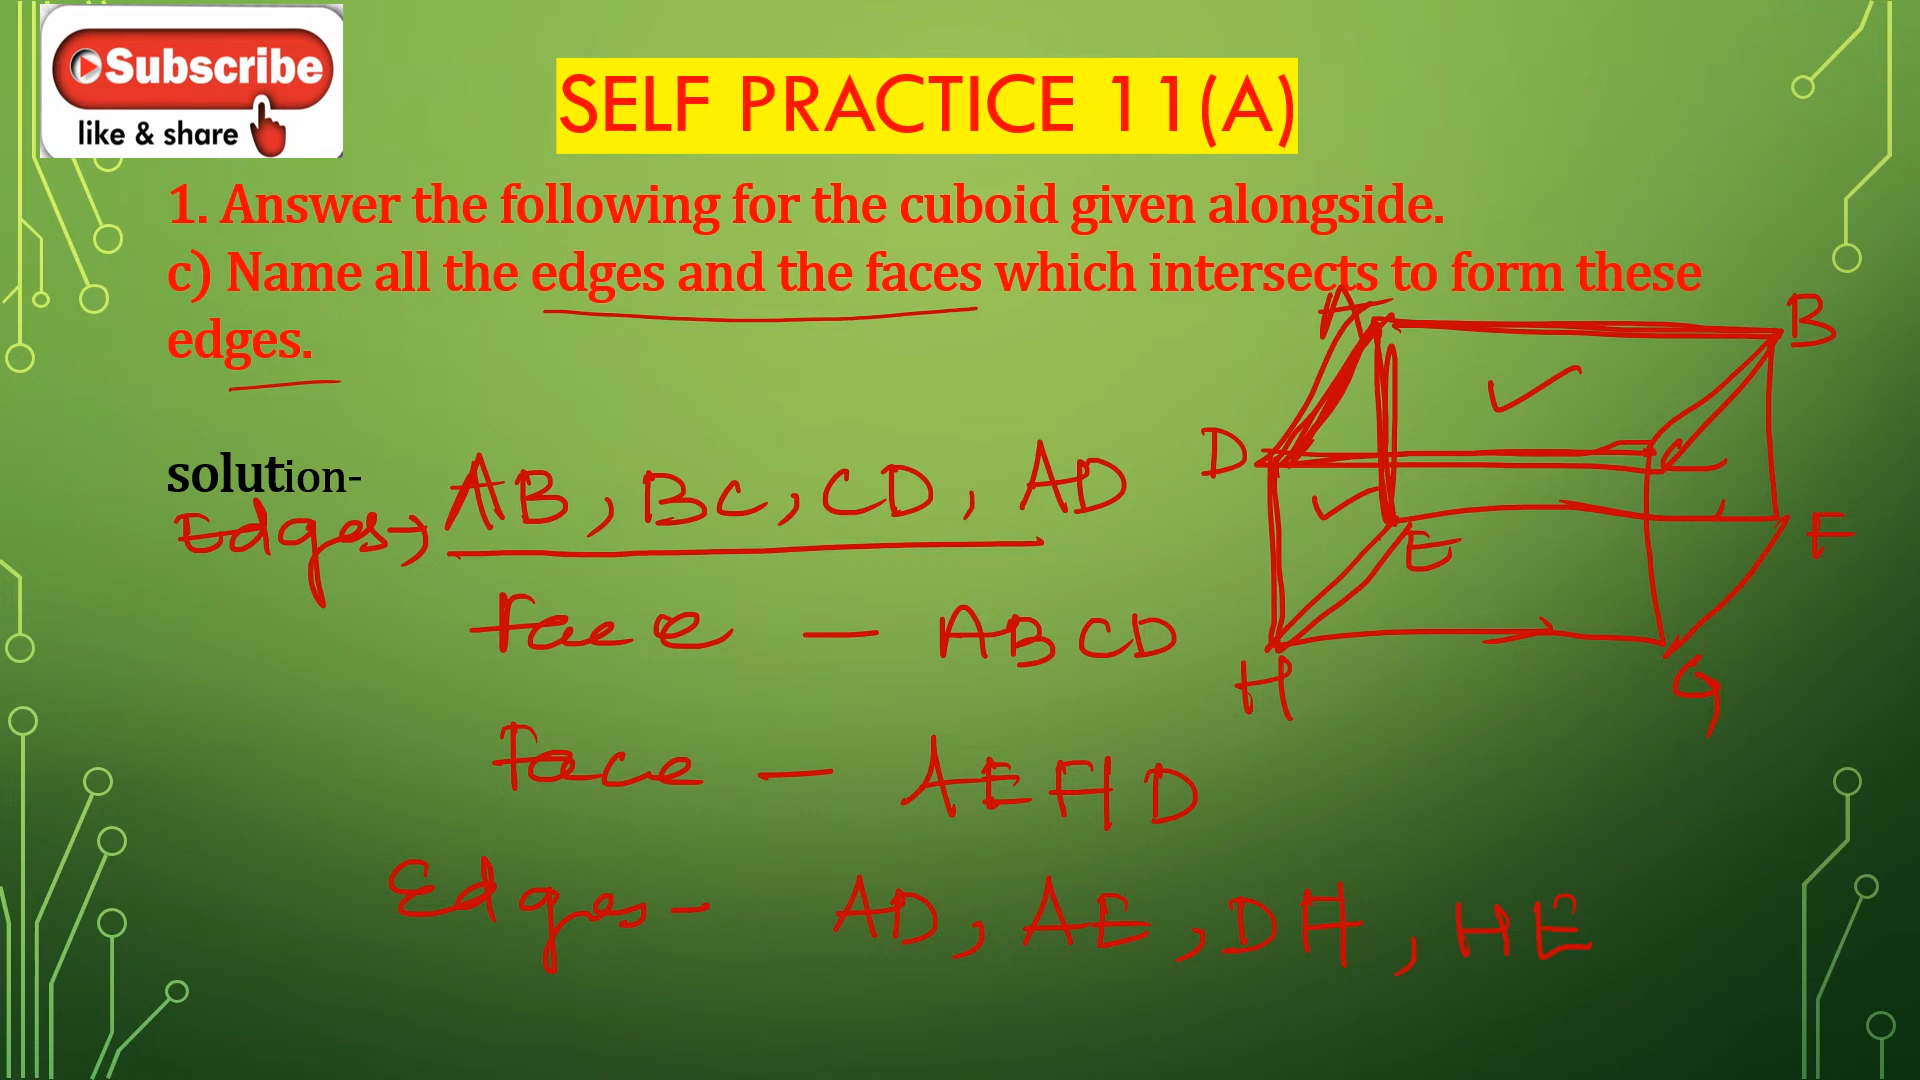 Subscribe
like & share
SELF PRACTICE 11(A)
1. Answer the following for the cuboid given alongside.
c) Name all the edges and the faces which intersects to form these
edges.
A
B
D
solution-
Edges→ AB, BC, CD, AD
E
F
face — ABCD
H
G
face — AEHD
Edges - AD, AE, DH, HE